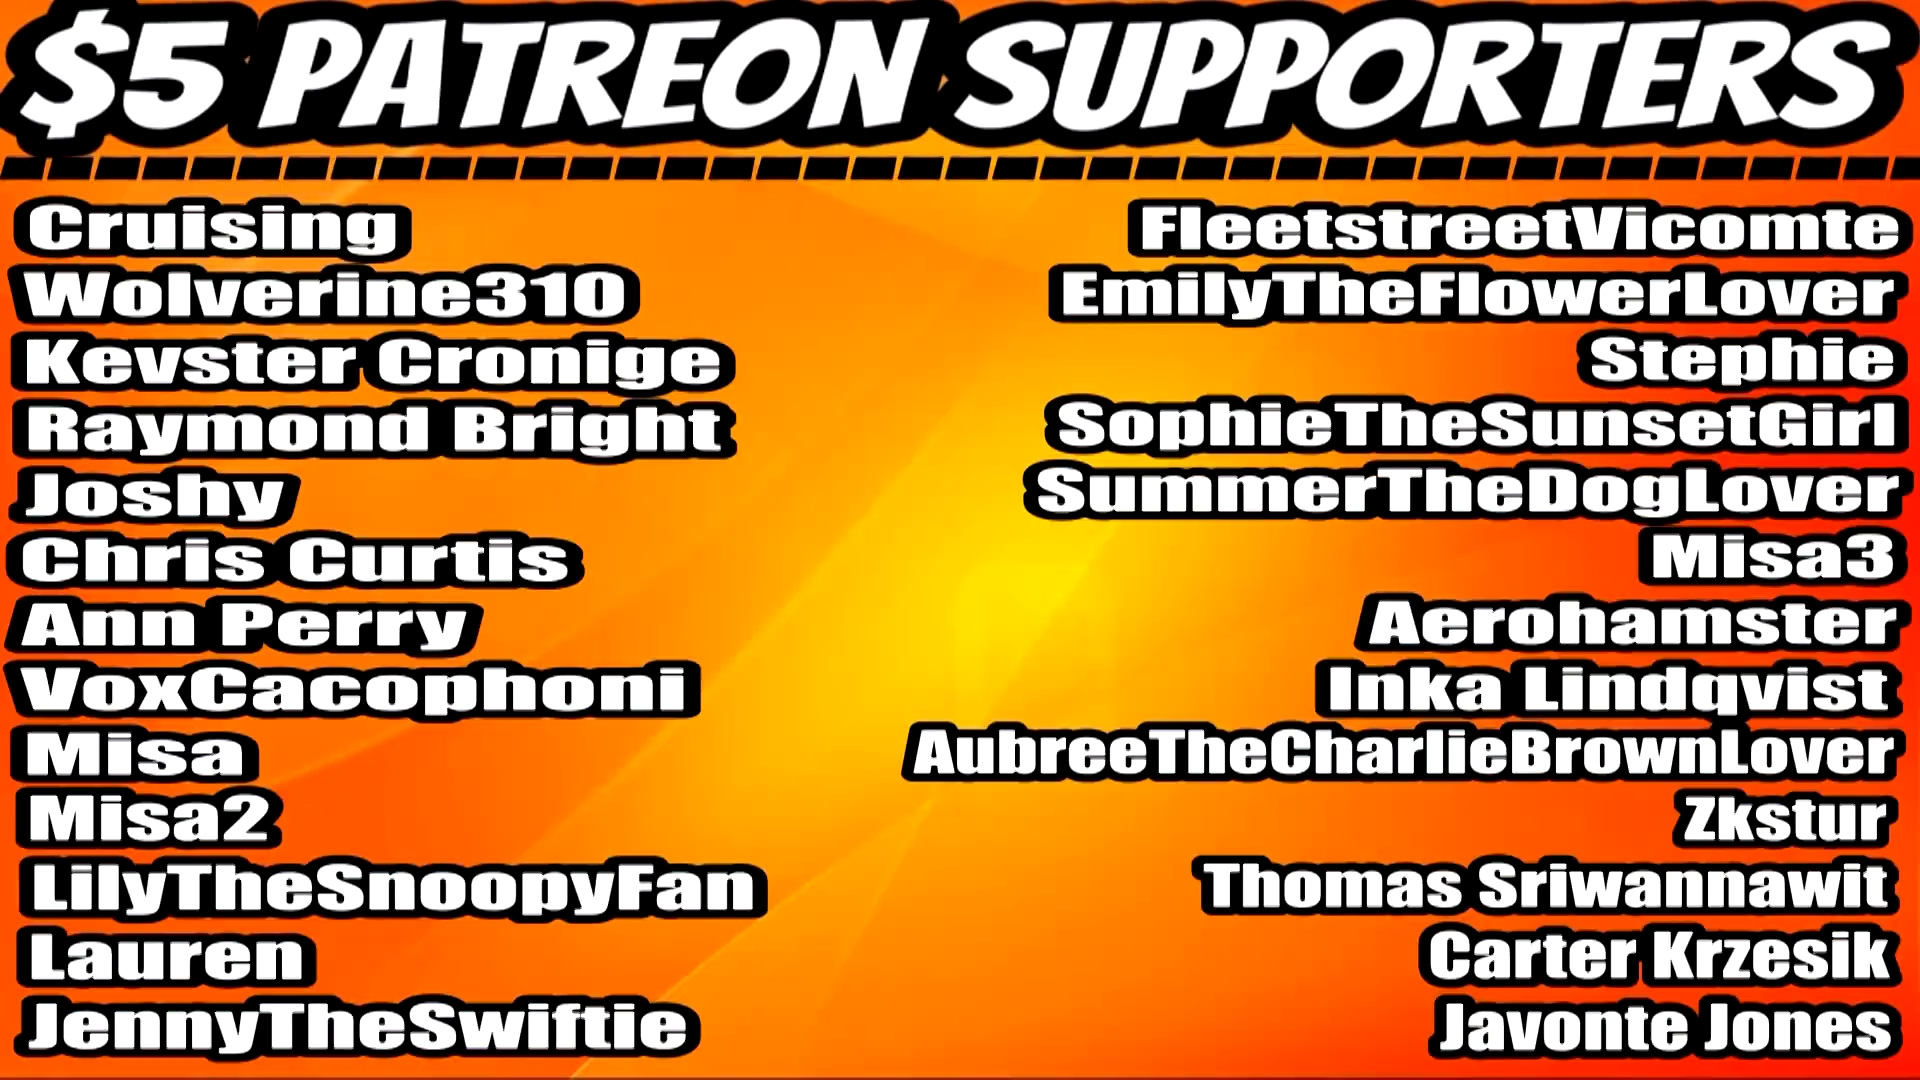 $5 PATREON SUPPORTERS
Cruising
Wolverine310
Kevster Cronige
Raymond Bright
Joshy
Chris Curtis
Ann Perry
VoxCacophoni
Misa
Misa2
LilyTheSnoopyFan
Lauren
JennyTheSwiftie
FleetstreetVicomte
EmilyTheFlowerLover
Stephie
SophieTheSunsetGirl
SummerTheDogLover
Misa3
Aerohamster
Inka Lindqvist
AubreeTheCharlieBrownLover
Zkstur
Thomas Sriwannawit
Carter Krzesik
Javonte Jones